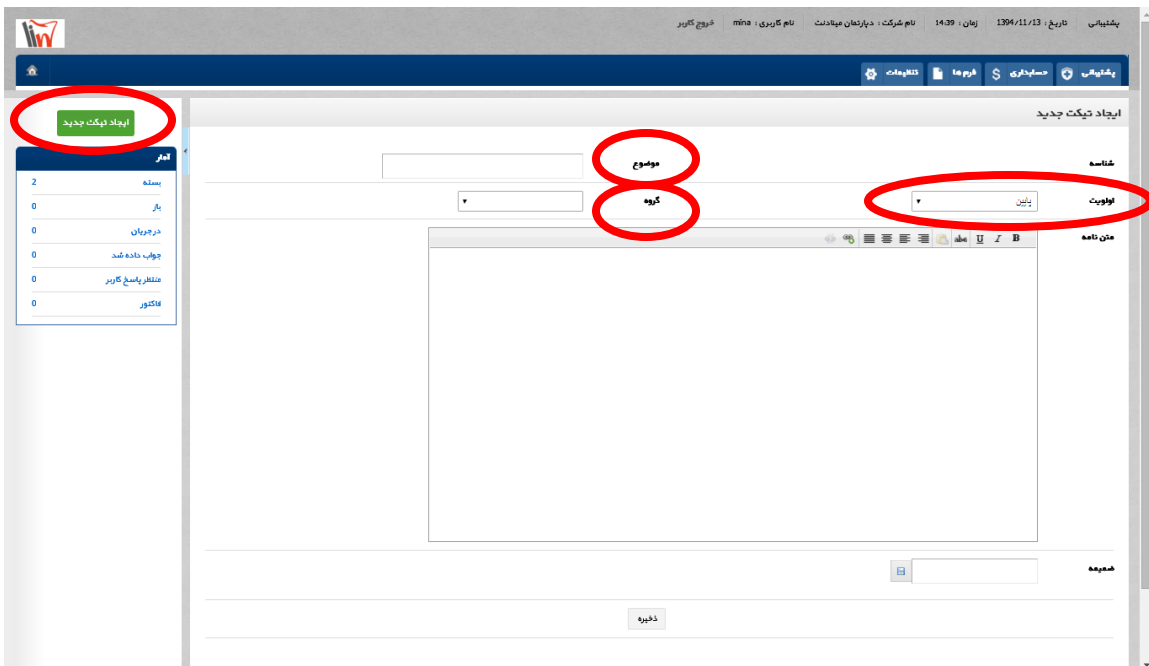 پشتیبانی تاریخ : 1394/11/13 زمان : 14:39 نام شرکت : دپارتمان میتادنت نام کاربری : mina خروج کاربر
پشتیبانی حسابداری فرم ها تنظیمات
ایجاد تیکت جدید
ایجاد تیکت جدید
شناسه موضوع
اولویت پایین گروه
متن نامه B I U abc
ضمیمه
ذخیره
آمار
بسته 2
باز 0
درجریان 0
جواب داده شد 0
منتظر پاسخ کاربر 0
فاکتور 0